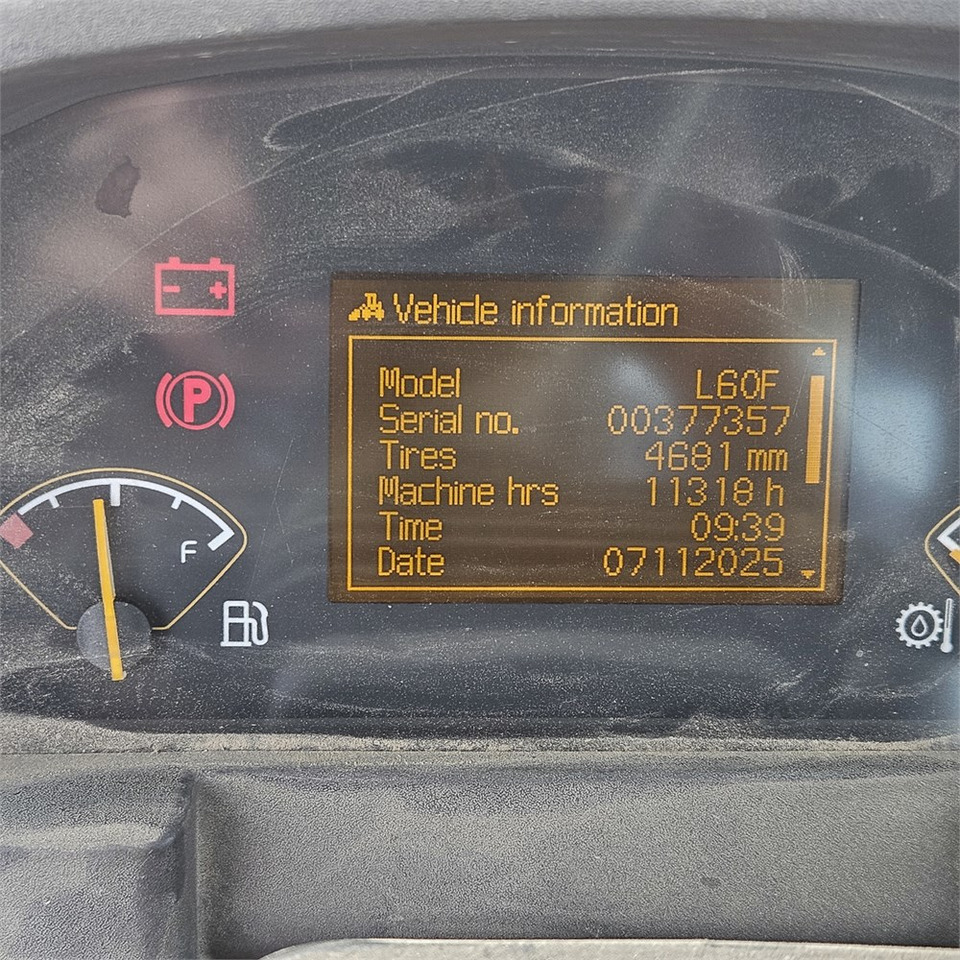 Vehicle information
Model L60F
Serial no. 00377357
Tires 4681 mm
Machine hrs 11318 h
Time 09:39
Date 07112025
P
F